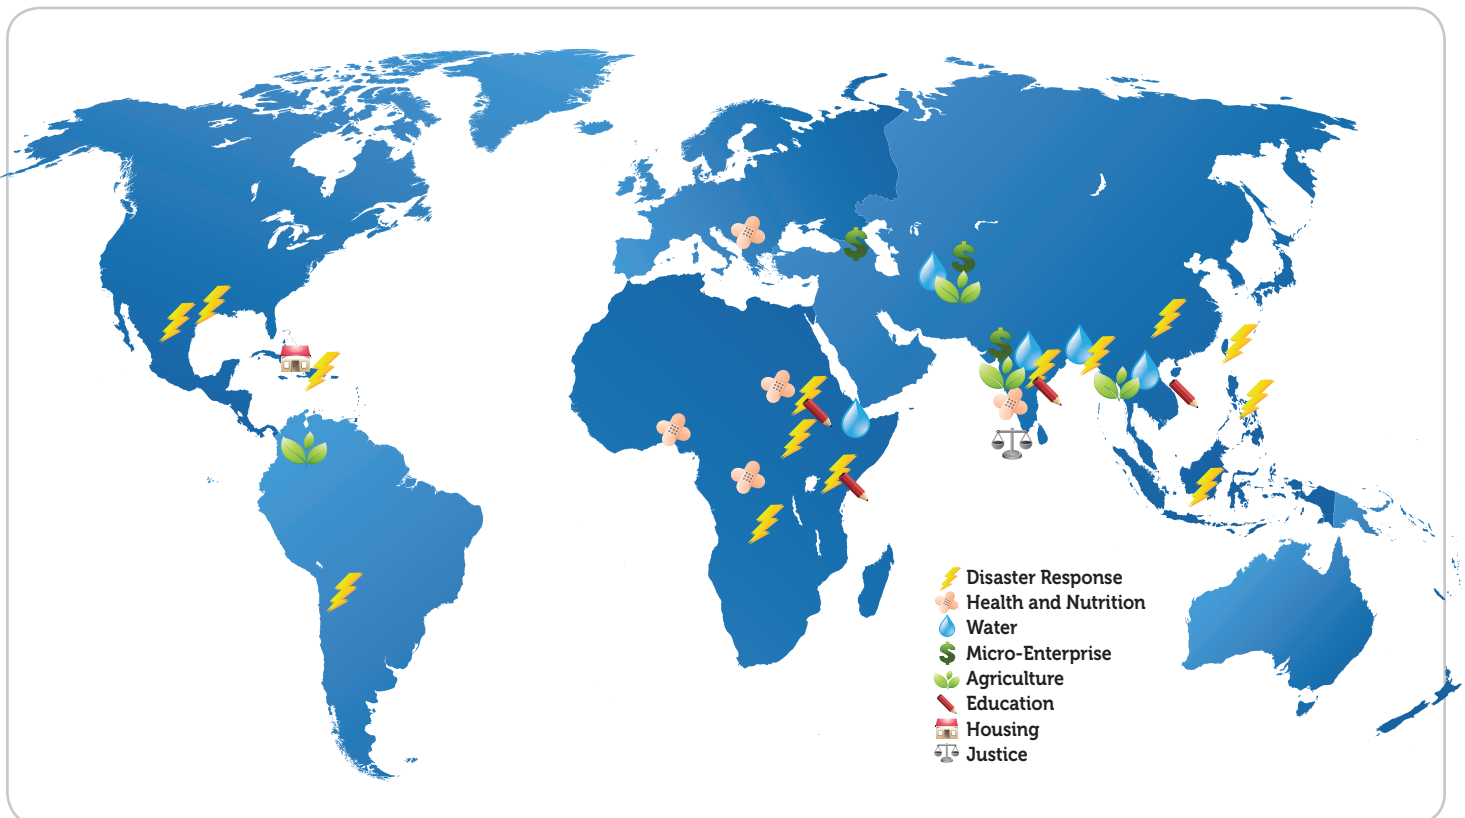 Disaster Response
Health and Nutrition
Water
Micro-Enterprise
Agriculture
Education
Housing
Justice